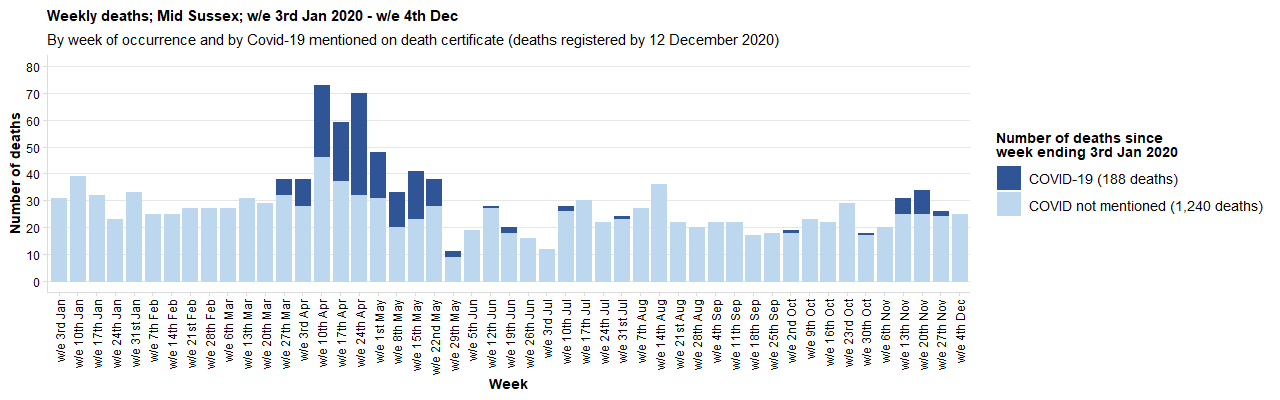 Weekly deaths; Mid Sussex; w/e 3rd Jan 2020 - w/e 4th Dec
By week of occurrence and by Covid-19 mentioned on death certificate (deaths registered by 12 December 2020)
Number of deaths
80
70
60
50
40
30
20
10
0
w/e 3rd Jan
w/e 10th Jan
w/e 17th Jan
w/e 24th Jan
w/e 31st Jan
w/e 7th Feb
w/e 14th Feb
w/e 21st Feb
w/e 28th Feb
w/e 6th Mar
w/e 13th Mar
w/e 20th Mar
w/e 27th Mar
w/e 3rd Apr
w/e 10th Apr
w/e 17th Apr
w/e 24th Apr
w/e 1st May
w/e 8th May
w/e 15th May
w/e 22nd May
w/e 29th May
w/e 5th Jun
w/e 12th Jun
w/e 19th Jun
w/e 26th Jun
w/e 3rd Jul
w/e 10th Jul
w/e 17th Jul
w/e 24th Jul
w/e 31st Jul
w/e 7th Aug
w/e 14th Aug
w/e 21st Aug
w/e 28th Aug
w/e 4th Sep
w/e 11th Sep
w/e 18th Sep
w/e 25th Sep
w/e 2nd Oct
w/e 9th Oct
w/e 16th Oct
w/e 23rd Oct
w/e 30th Oct
w/e 6th Nov
w/e 13th Nov
w/e 20th Nov
w/e 27th Nov
w/e 4th Dec
Week
Number of deaths since
week ending 3rd Jan 2020
COVID-19 (188 deaths)
COVID not mentioned (1,240 deaths)